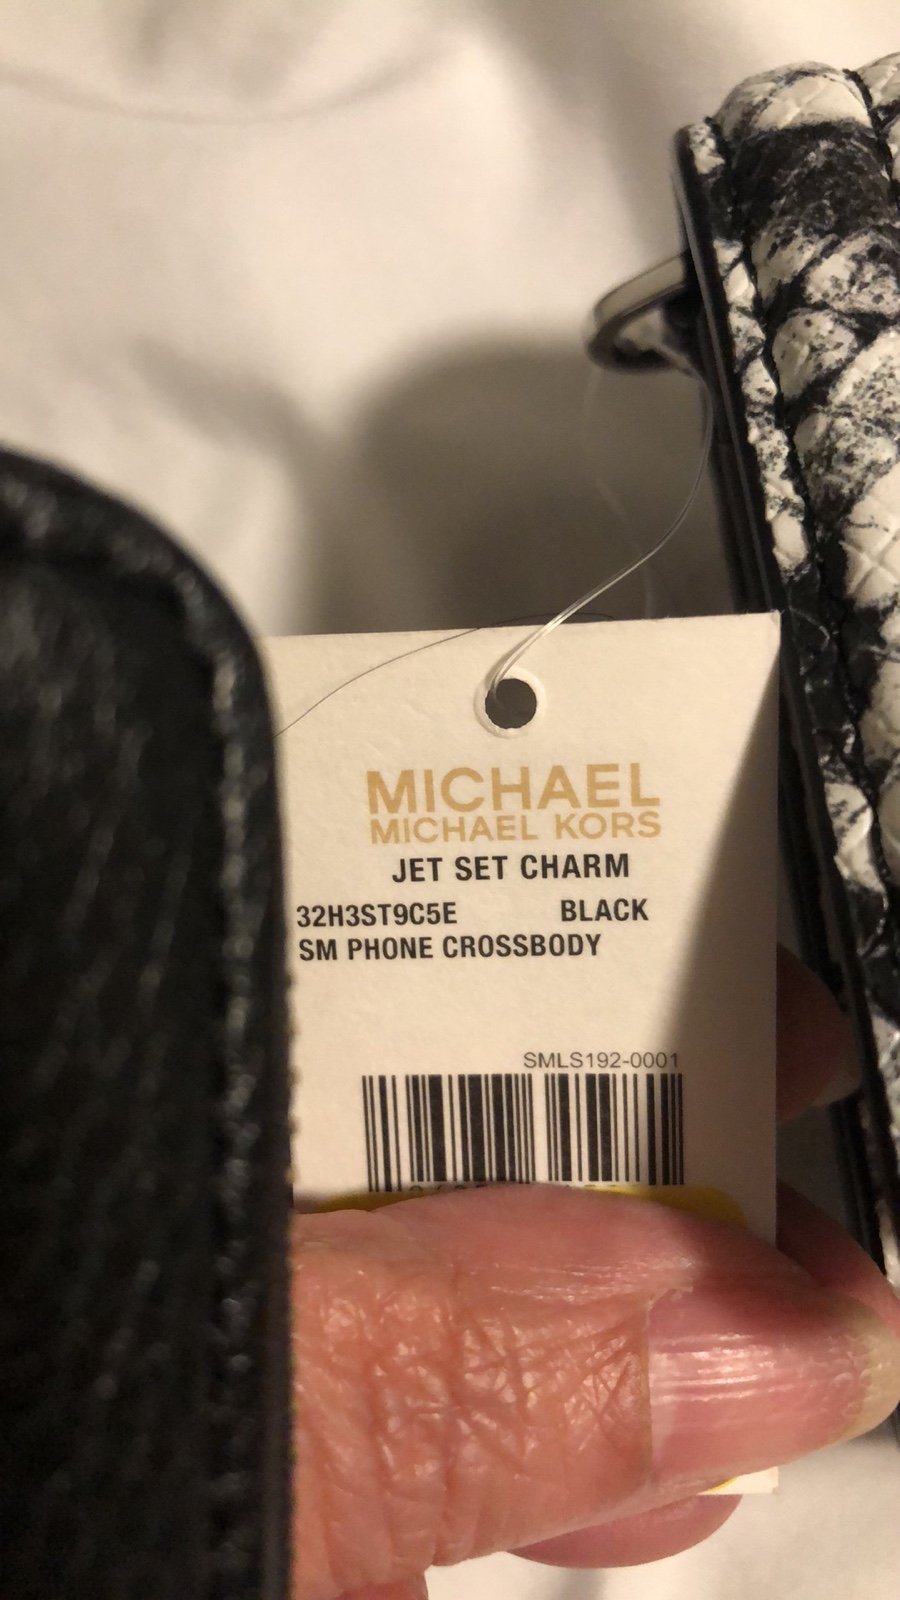 MICHAEL
MICHAEL KORS
JET SET CHARM
32H3ST9C5E BLACK
SM PHONE CROSSBODY
SMLS192-0001